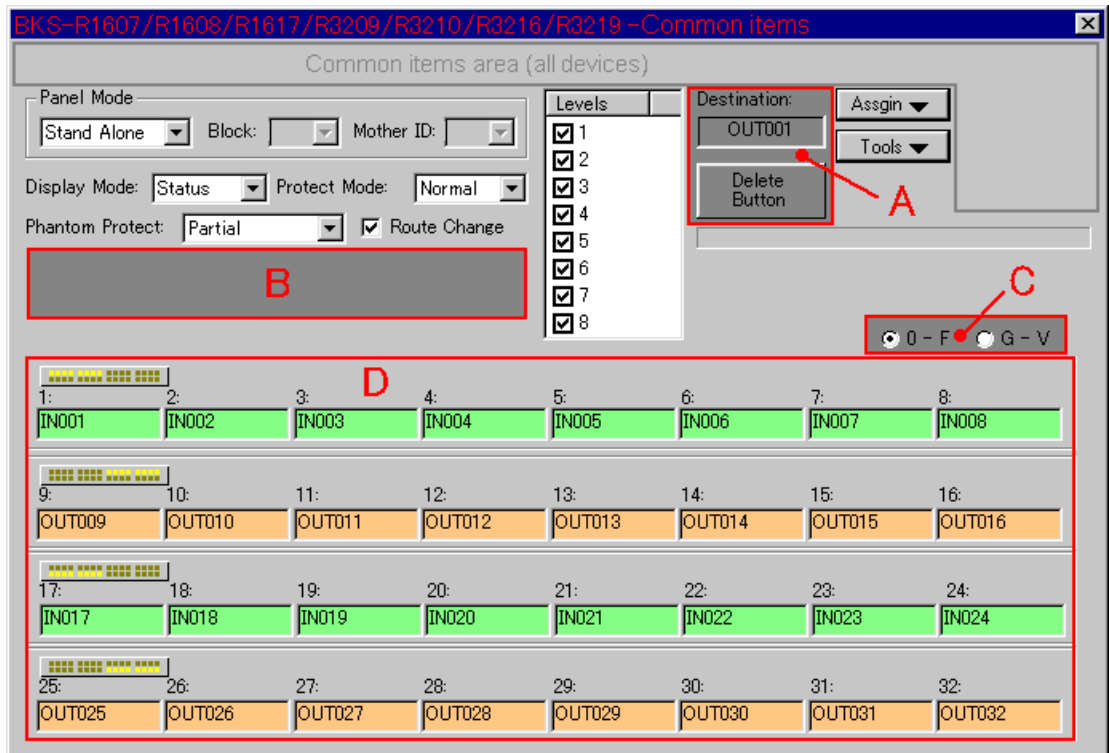 BKS-R1607/R1608/R1617/R3209/R3210/R3216/R3219 -Common items
Common items area (all devices)
Panel Mode
Stand Alone Block: Mother ID:
Display Mode: Status Protect Mode: Normal
Phantom Protect: Partial Route Change
B
Levels
1
2
3
4
5
6
7
8
Destination:
OUT001
Delete
Button
Assgin
Tools
A
C
0 - F G - V
D
1: 2: 3: 4: 5: 6: 7: 8:
IN001 IN002 IN003 IN004 IN005 IN006 IN007 IN008
9: 10: 11: 12: 13: 14: 15: 16:
OUT009 OUT010 OUT011 OUT012 OUT013 OUT014 OUT015 OUT016
17: 18: 19: 20: 21: 22: 23: 24:
IN017 IN018 IN019 IN020 IN021 IN022 IN023 IN024
25: 26: 27: 28: 29: 30: 31: 32:
OUT025 OUT026 OUT027 OUT028 OUT029 OUT030 OUT031 OUT032